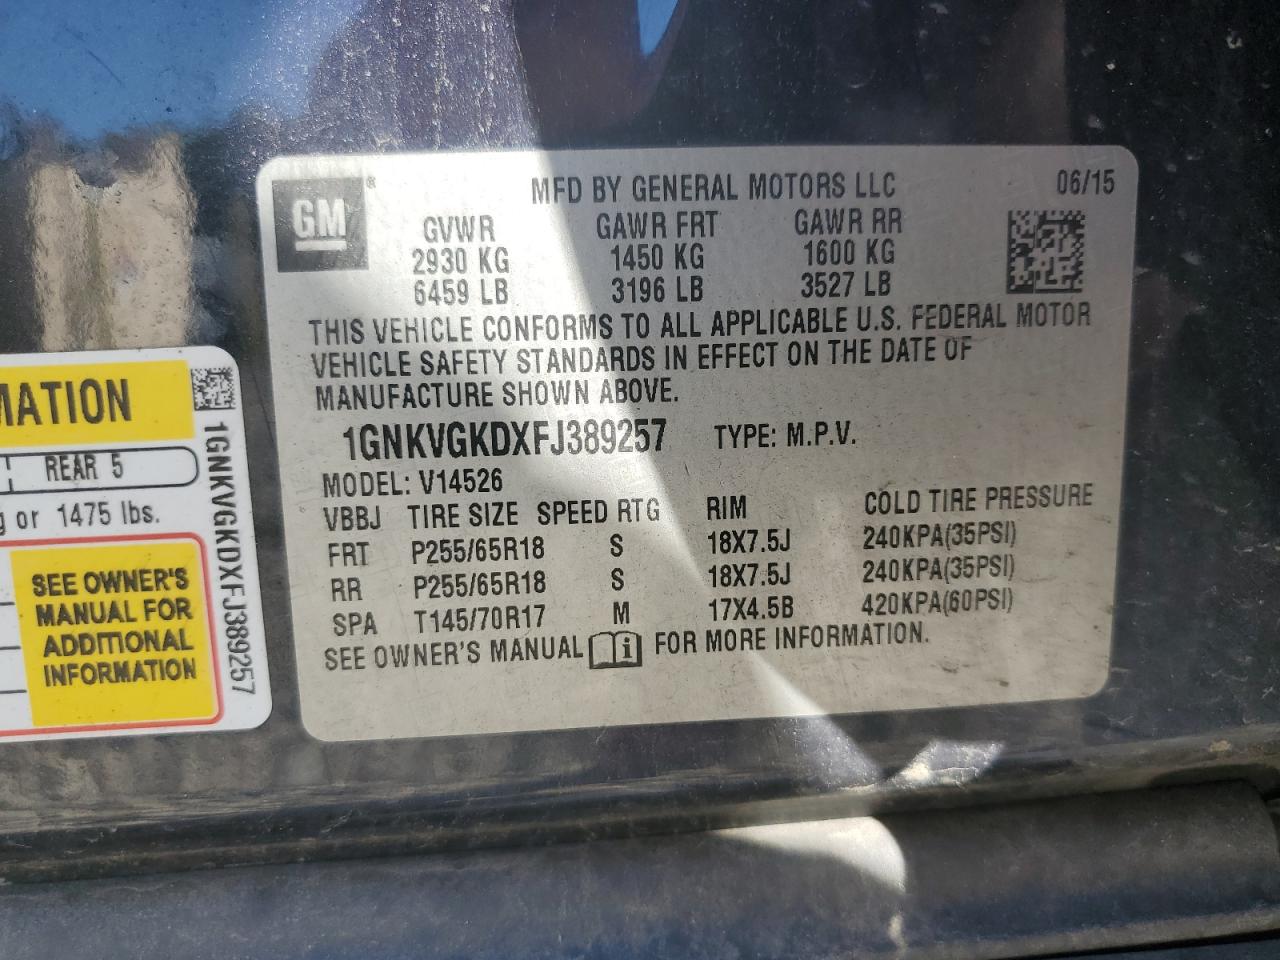 MFD BY GENERAL MOTORS LLC 06/15
GM®
GVWR GAWR FRT GAWR RR
2930 KG 1450 KG 1600 KG
6459 LB 3196 LB 3527 LB
THIS VEHICLE CONFORMS TO ALL APPLICABLE U.S. FEDERAL MOTOR
VEHICLE SAFETY STANDARDS IN EFFECT ON THE DATE OF
MANUFACTURE SHOWN ABOVE.
1GNKVGKDXFJ389257 TYPE: M.P.V.
MODEL: V14526
VBBJ TIRE SIZE SPEED RTG RIM COLD TIRE PRESSURE
FRT P255/65R18 S 18X7.5J 240KPA(35PSI)
RR P255/65R18 S 18X7.5J 240KPA(35PSI)
SPA T145/70R17 M 17X4.5B 420KPA(60PSI)
SEE OWNER'S MANUAL i FOR MORE INFORMATION.
MATION
REAR 5
g or 1475 lbs.
SEE OWNER'S
MANUAL FOR
ADDITIONAL
INFORMATION
1GNKVGKDXFJ389257